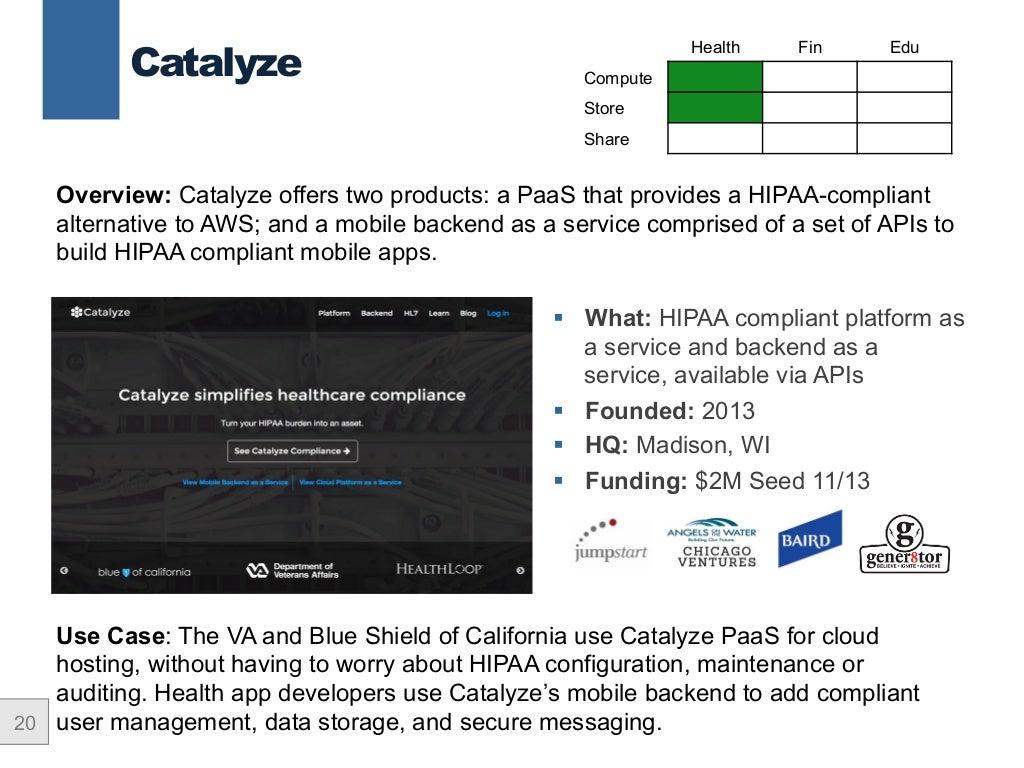 Catalyze
Health Fin Edu
Compute
Store
Share
Overview: Catalyze offers two products: a PaaS that provides a HIPAA-compliant
alternative to AWS; and a mobile backend as a service comprised of a set of APIs to
build HIPAA compliant mobile apps.
Catalyze
Platform Backend HL7 Learn Blog Log in
Catalyze simplifies healthcare compliance
Turn your HIPAA burden into an asset.
See Catalyze Compliance
View Mobile Backend as a Service View Cloud Platform as a Service
blue of california
VA Department of
Veterans Affairs
HEALTHLOOP
What: HIPAA compliant platform as
a service and backend as a
service, available via APIs
Founded: 2013
HQ: Madison, WI
Funding: $2M Seed 11/13
jumpstart
ANGELS ON THE WATER
Building Our Future.
CHICAGO
VENTURES
BAIRD
g
gener8tor
BELIEVE • IGNITE • ACHIEVE
Use Case: The VA and Blue Shield of California use Catalyze PaaS for cloud
hosting, without having to worry about HIPAA configuration, maintenance or
auditing. Health app developers use Catalyze’s mobile backend to add compliant
user management, data storage, and secure messaging.
20